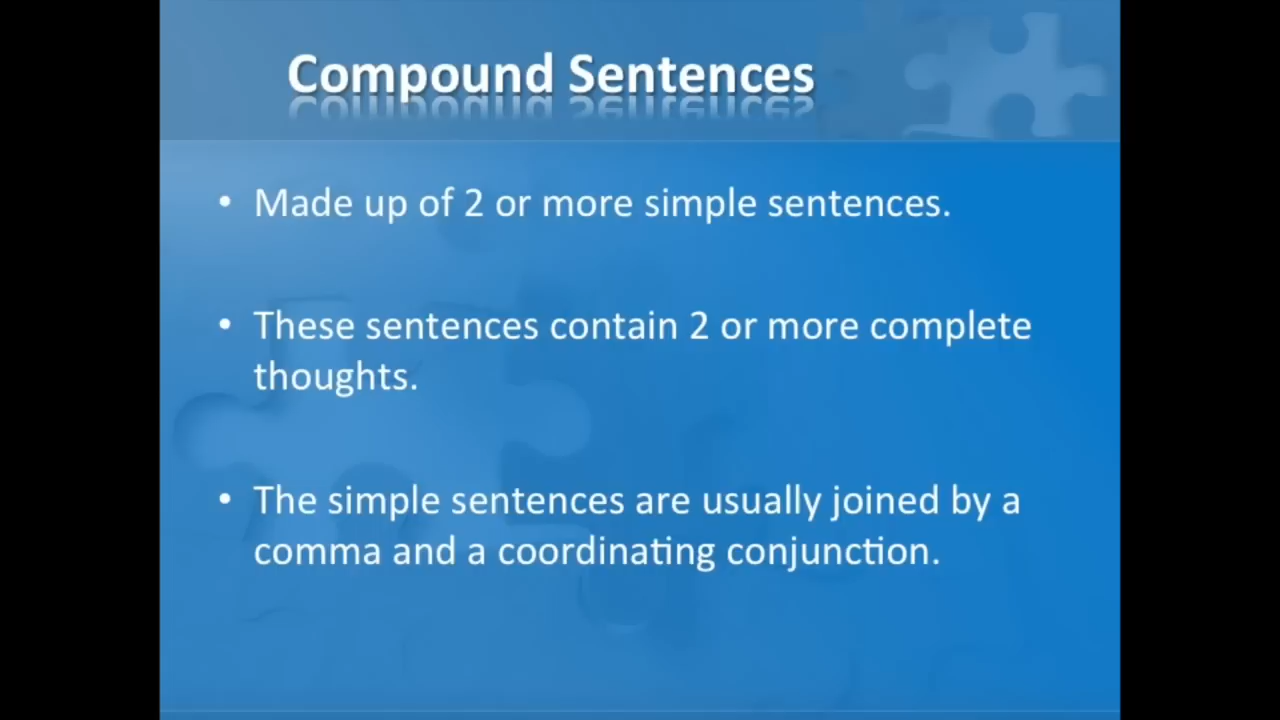 Compound Sentences
• Made up of 2 or more simple sentences.
• These sentences contain 2 or more complete
thoughts.
• The simple sentences are usually joined by a
comma and a coordinating conjunction.